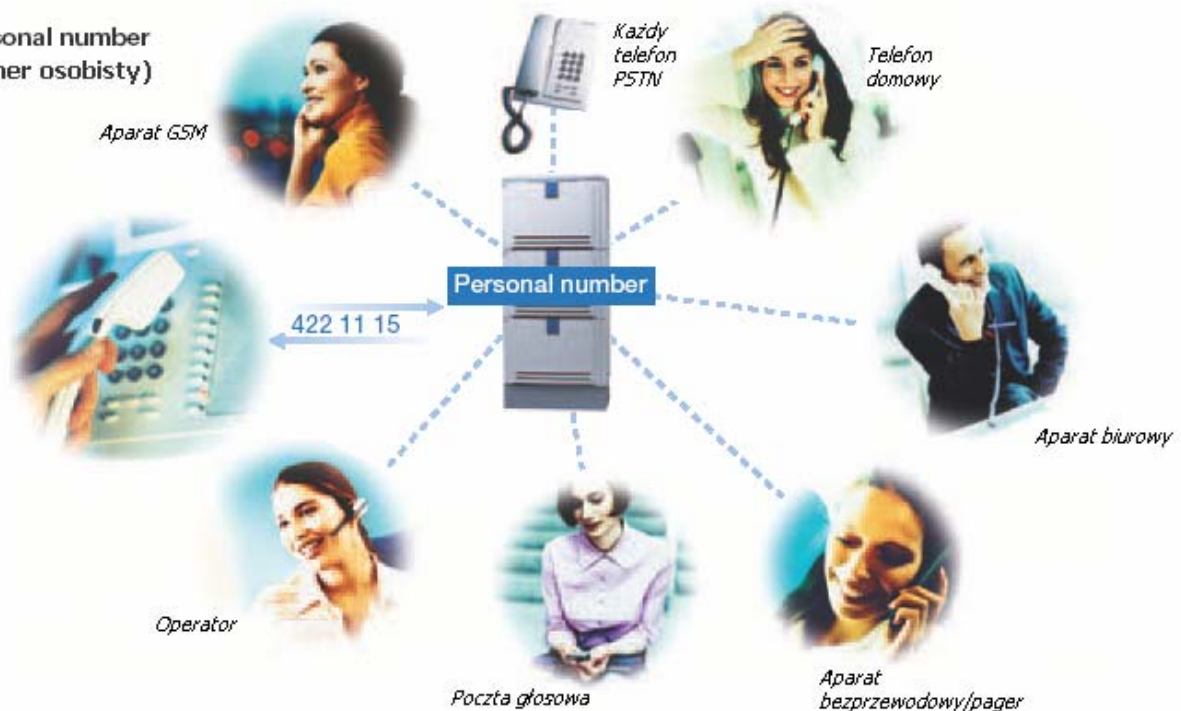 sonal number
ner osobisty)
Aparat GSM
Każdy
telefon
PSTN
Telefon
domowy
Personal number
422 11 15
Aparat biurowy
Operator
Poczta głosowa
Aparat
bezprzewodowy/pager